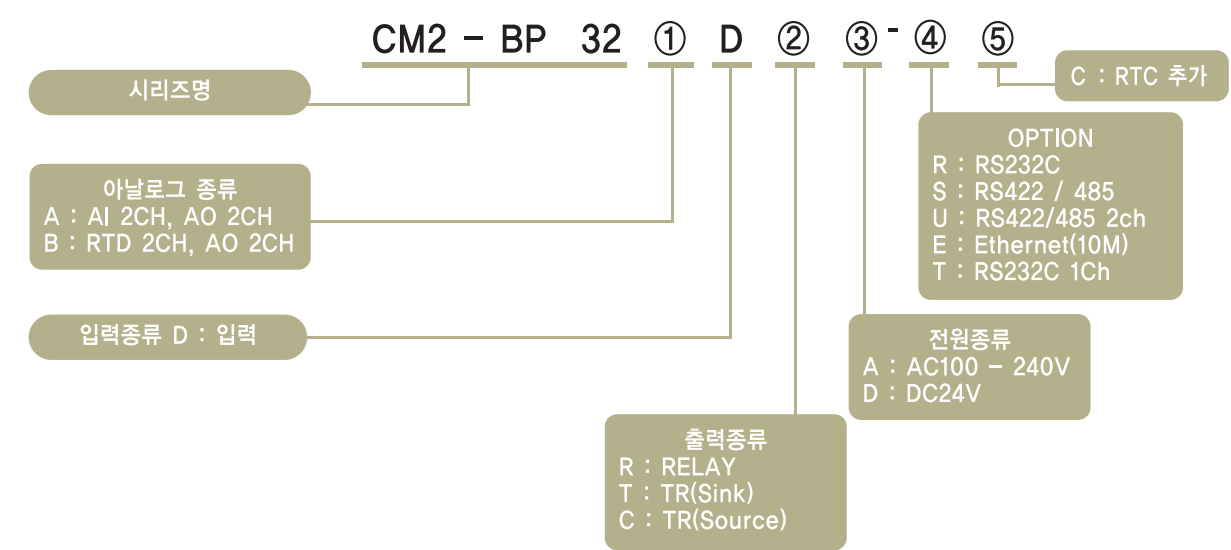 CM2 - BP 32 ① D ② ③ - ④ ⑤
시리즈명
C : RTC 추가
OPTION
R : RS232C
S : RS422 / 485
U : RS422/485 2ch
E : Ethernet(10M)
T : RS232C 1Ch
아날로그 종류
A : AI 2CH, AO 2CH
B : RTD 2CH, AO 2CH
입력종류 D : 입력
전원종류
A : AC100 - 240V
D : DC24V
출력종류
R : RELAY
T : TR(Sink)
C : TR(Source)